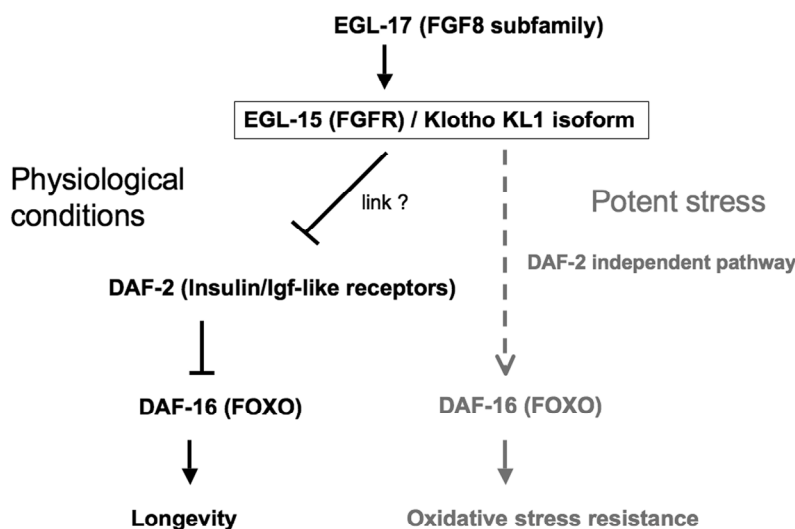 EGL-17 (FGF8 subfamily)
EGL-15 (FGFR) / Klotho KL1 isoform
Physiological
conditions
link ?
Potent stress
DAF-2 independent pathway
DAF-2 (Insulin/Igf-like receptors)
DAF-16 (FOXO)
DAF-16 (FOXO)
Longevity
Oxidative stress resistance